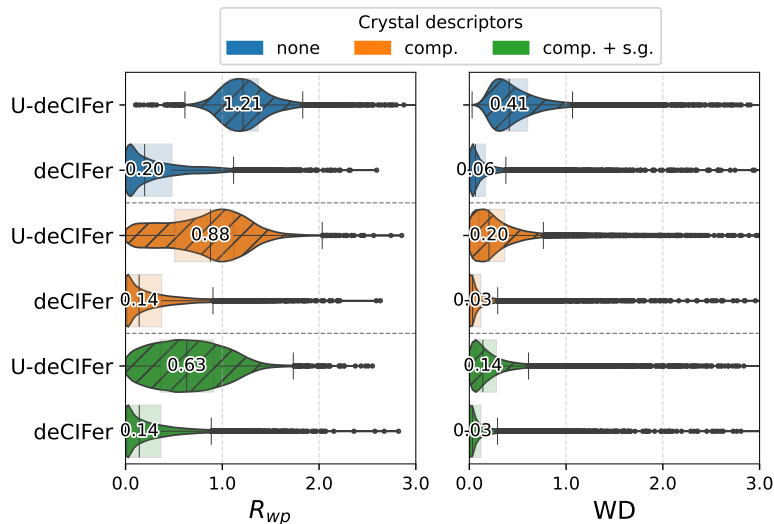 Crystal descriptors
none comp. comp. + s.g.
U-deCIFer 1.21 0.41
deCIFer 0.20 0.06
U-deCIFer 0.88 0.20
deCIFer 0.14 0.03
U-deCIFer 0.63 0.14
deCIFer 0.14 0.03
0.0 1.0 2.0 3.0 0.0 1.0 2.0 3.0
R_wp WD